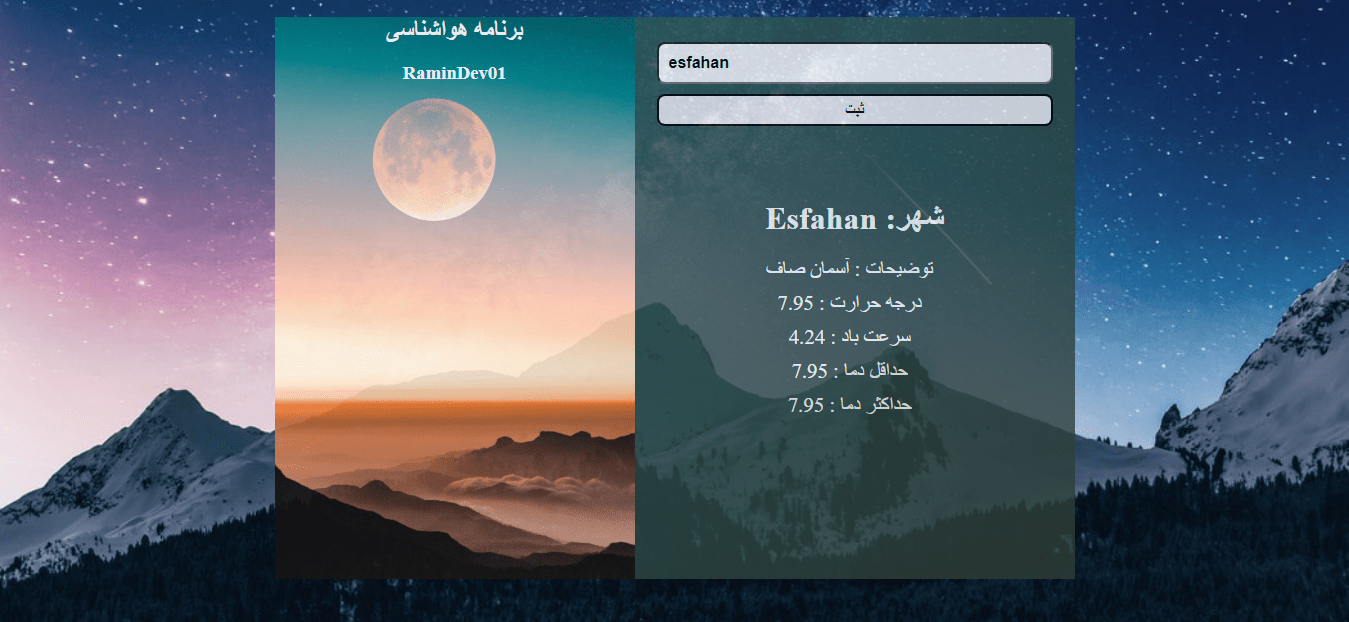 برنامه هواشناسی
RaminDev01
esfahan
ثبت
شهر: Esfahan
توضیحات : آسمان صاف
درجه حرارت : 7.95
سرعت باد : 4.24
حداقل دما : 7.95
حداکثر دما : 7.95